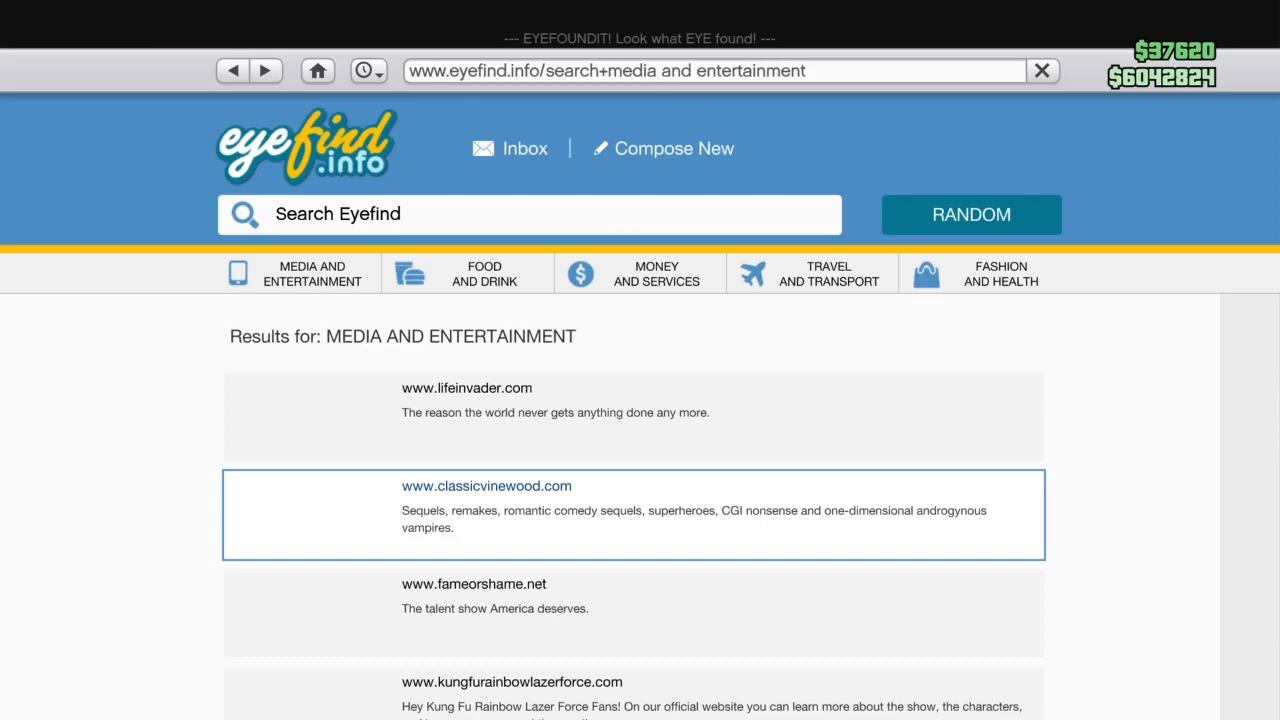 --- EYEFOUNDIT! Look what EYE found! ---
$37620
www.eyefind.info/search+media and entertainment
$6042824
eyefind.info
Inbox
Compose New
Search Eyefind
RANDOM
MEDIA AND ENTERTAINMENT
FOOD AND DRINK
MONEY AND SERVICES
TRAVEL AND TRANSPORT
FASHION AND HEALTH
Results for: MEDIA AND ENTERTAINMENT
www.lifeinvader.com
The reason the world never gets anything done any more.
www.classicvinewood.com
Sequels, remakes, romantic comedy sequels, superheroes, CGI nonsense and one-dimensional androgynous
vampires.
www.fameorshame.net
The talent show America deserves.
www.kungfurainbowlazerforce.com
Hey Kung Fu Rainbow Lazer Force Fans! On our official website you can learn more about the show, the characters,